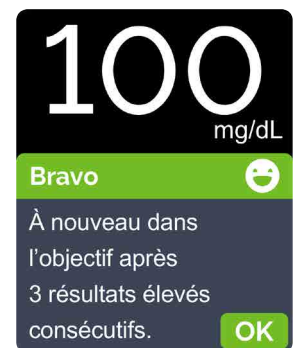 100
mg/dL
Bravo
À nouveau dans
l'objectif après
3 résultats élevés
consécutifs.
OK